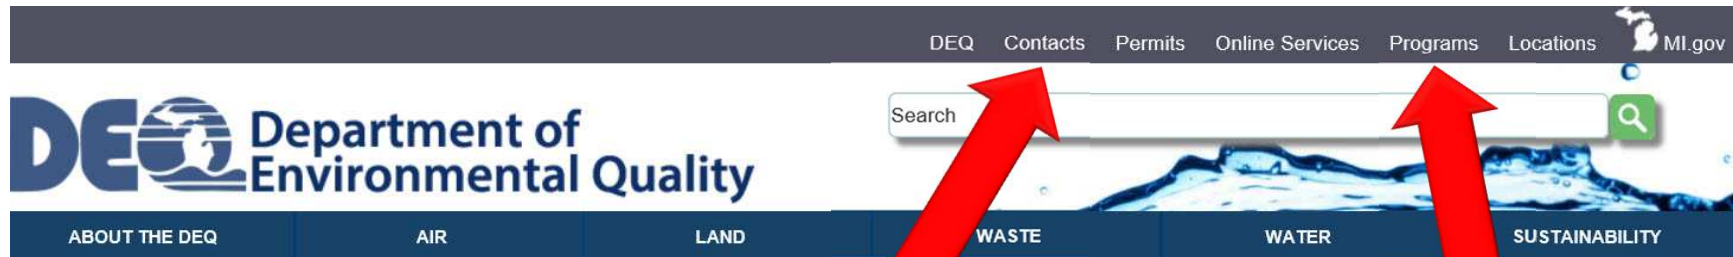 DEQ Contacts Permits Online Services Programs Locations MI.gov
Search
DEQ Department of
Environmental Quality
ABOUT THE DEQ AIR LAND WASTE WATER SUSTAINABILITY